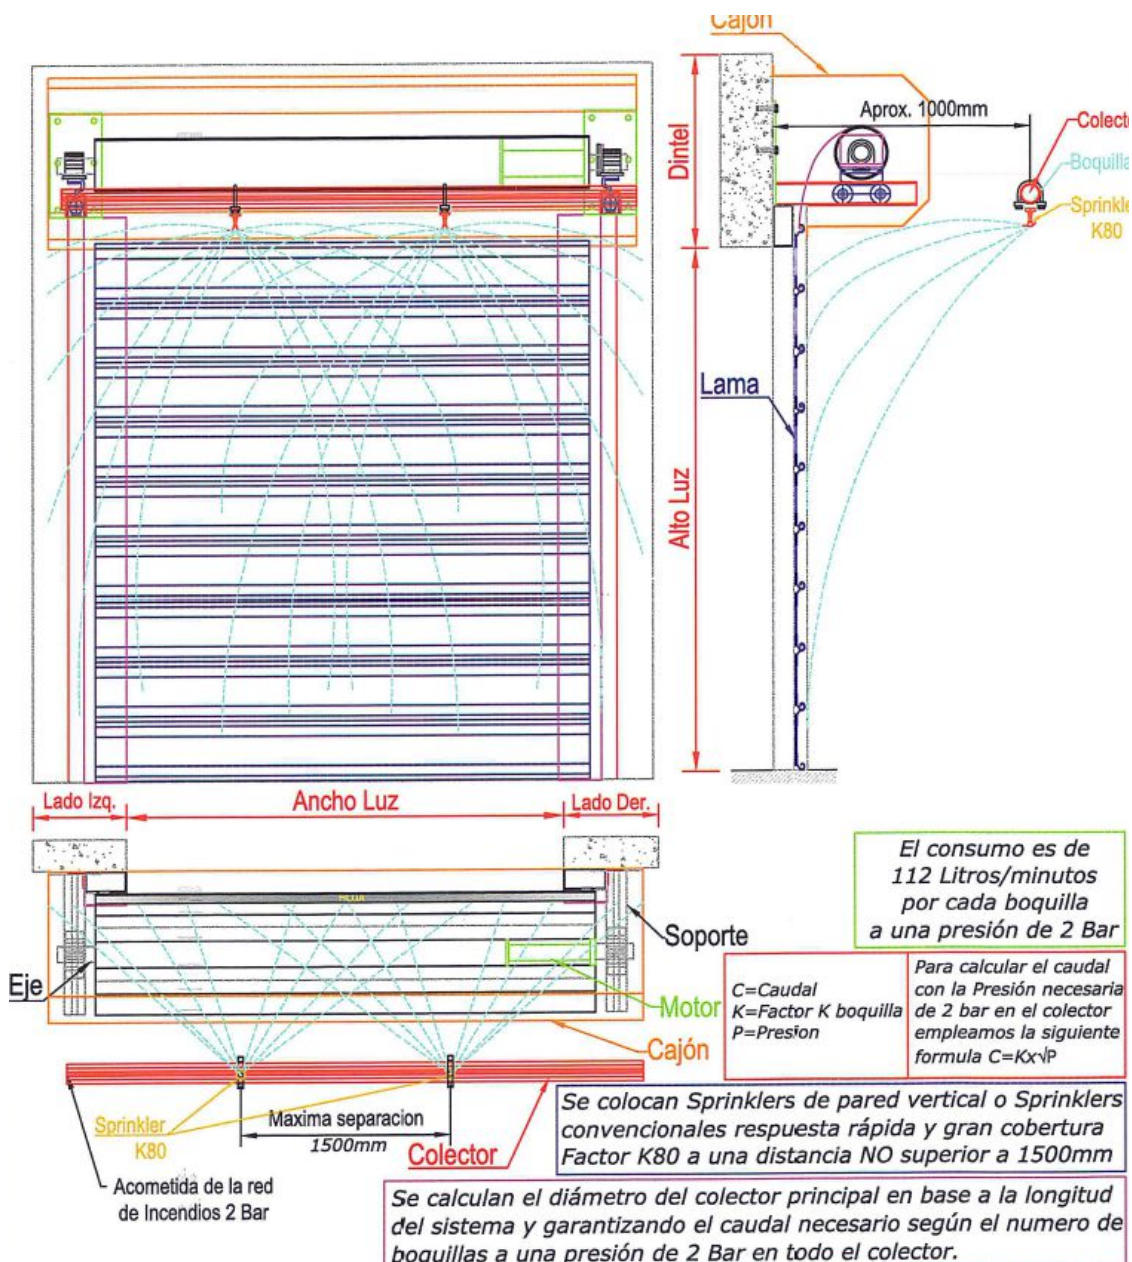 Cajón
Aprox. 1000mm
Dintel
Colecto
Boquilla
Sprinkler
K80
Lama
Alto Luz
Lado Izq.
Ancho Luz
Lado Der.
El consumo es de
112 Litros/minutos
por cada boquilla
a una presión de 2 Bar
Soporte
Eje
Motor
Cajón
C=Caudal
K=Factor K boquilla
P=Presion
Para calcular el caudal
con la Presión necesaria
de 2 bar en el colector
empleamos la siguiente
formula C=Kx√P
Sprinkler
K80
Maxima separacion
1500mm
Colector
Acometida de la red
de Incendios 2 Bar
Se colocan Sprinklers de pared vertical o Sprinklers
convencionales respuesta rápida y gran cobertura
Factor K80 a una distancia NO superior a 1500mm
Se calculan el diámetro del colector principal en base a la longitud
del sistema y garantizando el caudal necesario según el numero de
boquillas a una presión de 2 Bar en todo el colector.